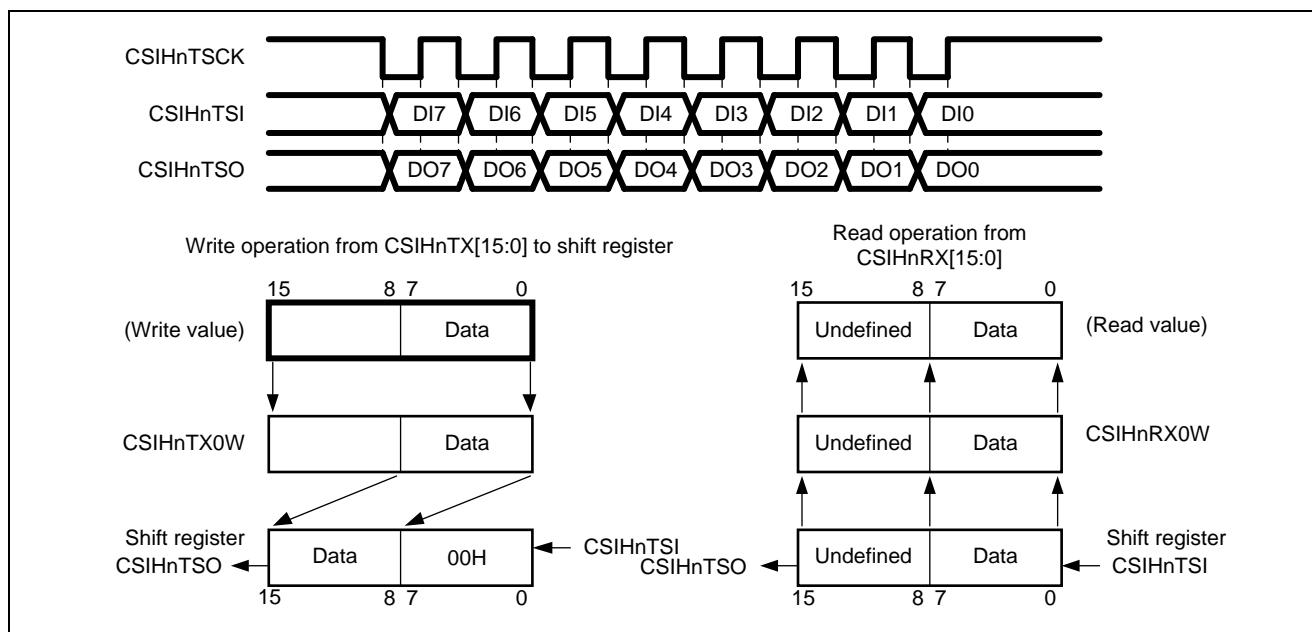 CSIHnTSCK
CSIHnTSI DI7 DI6 DI5 DI4 DI3 DI2 DI1 DI0
CSIHnTSO DO7 DO6 DO5 DO4 DO3 DO2 DO1 DO0
Write operation from CSIHnTX[15:0] to shift register
15 8 7 0
(Write value) Data
CSIHnTX0W Data
Shift register
CSIHnTSO Data 00H CSIHnTSI
15 8 7 0
Read operation from
CSIHnRX[15:0]
15 8 7 0
Undefined Data (Read value)
Undefined Data CSIHnRX0W
Shift register
CSIHnTSO Undefined Data CSIHnTSI
15 8 7 0